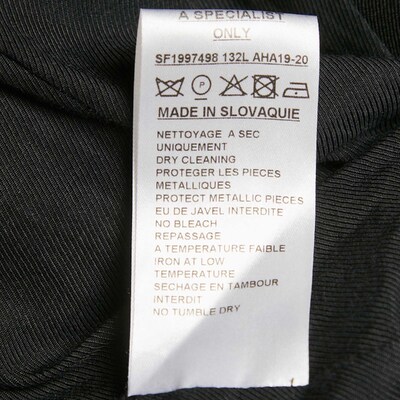 A SPECIALIST
ONLY
SF1997498 132L AHA19-20
P
MADE IN SLOVAQUIE
NETTOYAGE A SEC
UNIQUEMENT
DRY CLEANING
PROTEGER LES PIECES
METALLIQUES
PROTECT METALLIC PIECES
EU DE JAVEL INTERDITE
NO BLEACH
REPASSAGE
A TEMPERATURE FAIBLE
IRON AT LOW
TEMPERATURE
SECHAGE EN TAMBOUR
INTERDIT
NO TUMBLE DRY